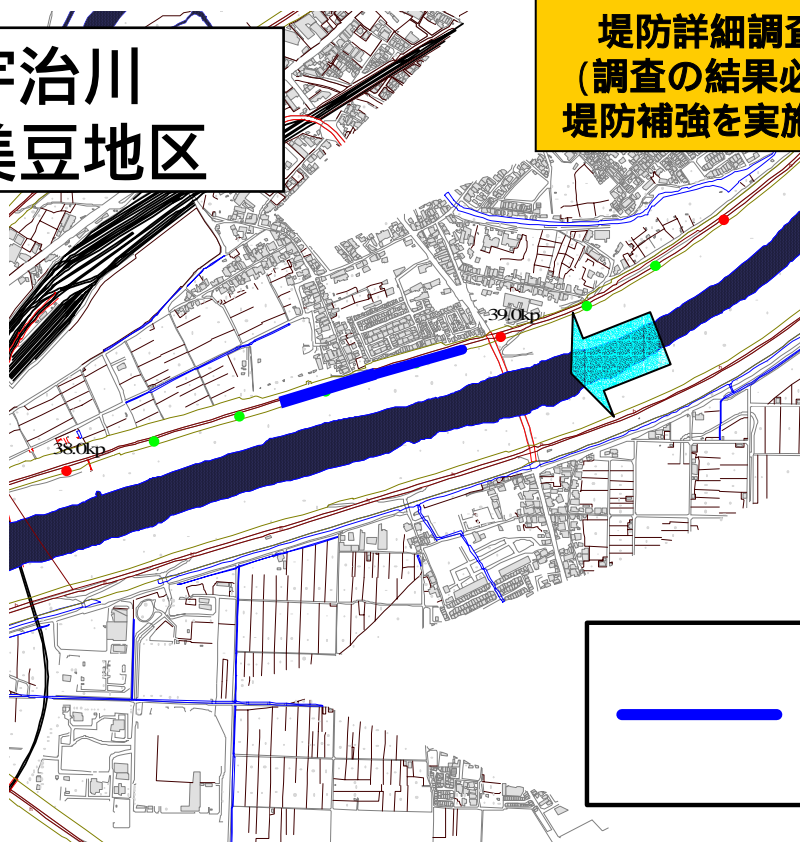 宇治川
美豆地区
堤防詳細調査
(調査の結果必
堤防補強を実施
39.0kp
38.0kp